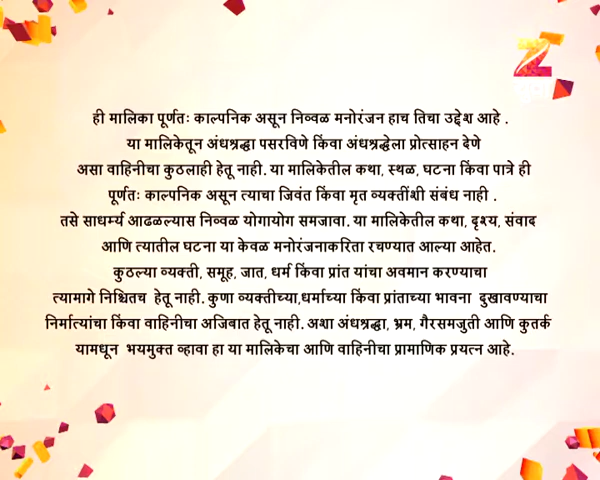 ही मालिका पूर्णतः काल्पनिक असून निव्वळ मनोरंजन हाच तिचा उद्देश आहे .
या मालिकेतून अंधश्रद्धा पसरविणे किंवा अंधश्रद्धेला प्रोत्साहन देणे
असा वाहिनीचा कुठलाही हेतू नाही. या मालिकेतील कथा, स्थळ, घटना किंवा पात्रे ही
पूर्णतः काल्पनिक असून त्याचा जिवंत किंवा मृत व्यक्तींशी संबंध नाही .
तसे साधर्म्य आढळल्यास निव्वळ योगायोग समजावा. या मालिकेतील कथा, दृश्य, संवाद
आणि त्यातील घटना या केवळ मनोरंजनाकरिता रचण्यात आल्या आहेत.
कुठल्या व्यक्ती, समूह, जात, धर्म किंवा प्रांत यांचा अवमान करण्याचा
त्यामागे निश्चितच हेतू नाही. कुणा व्यक्तीच्या,धर्माच्या किंवा प्रांताच्या भावना दुखावण्याचा
निर्मात्यांचा किंवा वाहिनीचा अजिबात हेतू नाही. अशा अंधश्रद्धा, भ्रम, गैरसमजुती आणि कुतर्क
यामधून भयमुक्त व्हावा हा या मालिकेचा आणि वाहिनीचा प्रामाणिक प्रयत्न आहे.